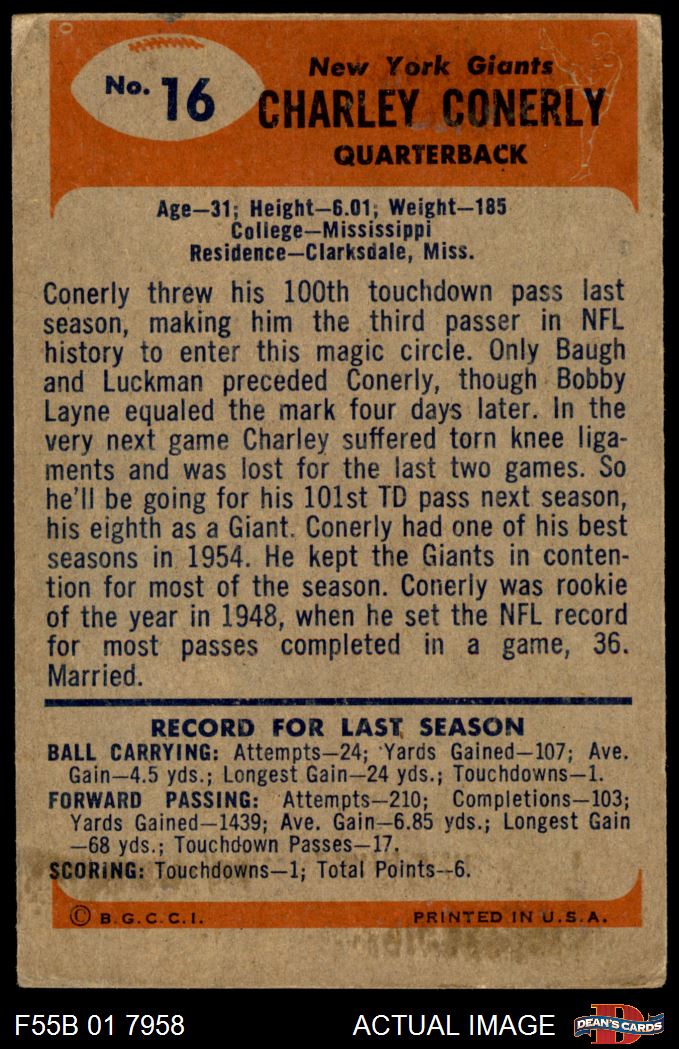 No. 16
New York Giants
CHARLEY CONERLY
QUARTERBACK
Age—31; Height—6.01; Weight—185
College—Mississippi
Residence—Clarksdale, Miss.
Conerly threw his 100th touchdown pass last
season, making him the third passer in NFL
history to enter this magic circle. Only Baugh
and Luckman preceded Conerly, though Bobby
Layne equaled the mark four days later. In the
very next game Charley suffered torn knee liga-
ments and was lost for the last two games. So
he'll be going for his 101st TD pass next season,
his eighth as a Giant. Conerly had one of his best
seasons in 1954. He kept the Giants in conten-
tion for most of the season. Conerly was rookie
of the year in 1948, when he set the NFL record
for most passes completed in a game, 36.
Married.
RECORD FOR LAST SEASON
BALL CARRYING: Attempts—24; Yards Gained—107; Ave.
Gain—4.5 yds.; Longest Gain—24 yds.; Touchdowns—1.
FORWARD PASSING: Attempts—210; Completions—103;
Yards Gained—1439; Ave. Gain—6.85 yds.; Longest Gain
—68 yds.; Touchdown Passes—17.
SCORING: Touchdowns—1; Total Points—6.
© B.G.C.C.I. PRINTED IN U.S.A.
F55B 01 7958 ACTUAL IMAGE D DEAN'S CARDS